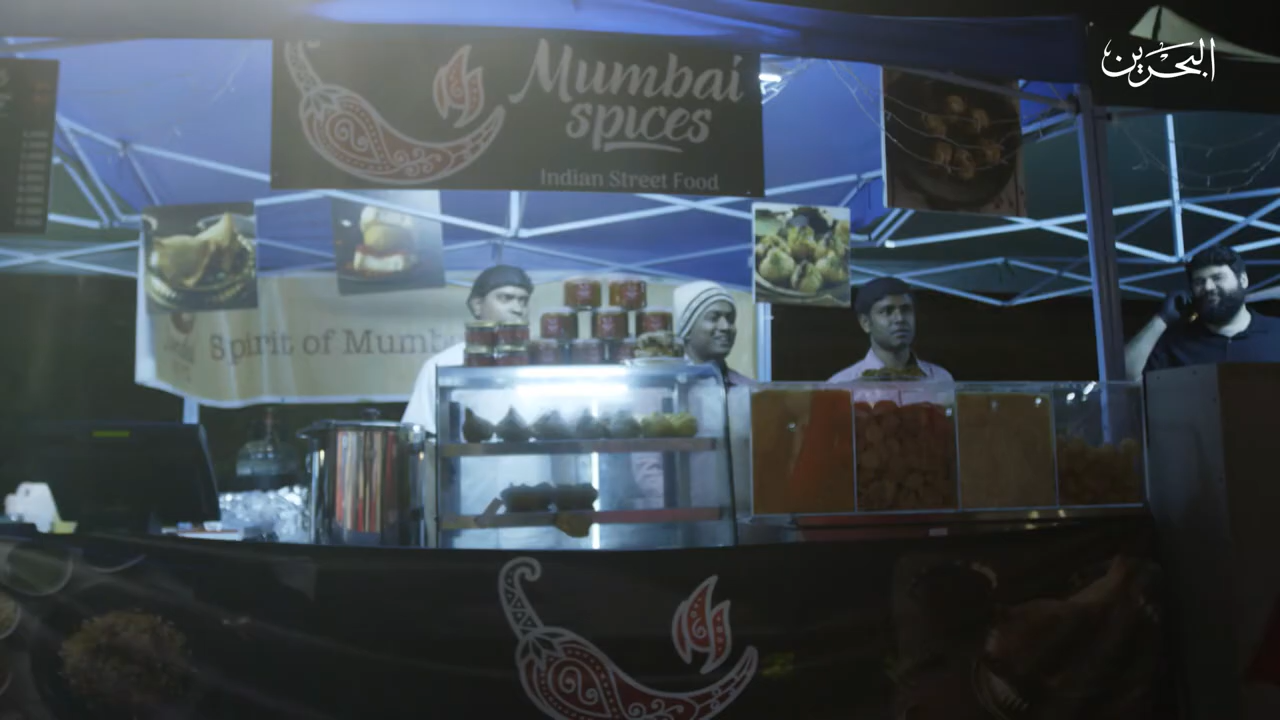 البحرين
Mumbai
spices
Indian Street Food
Spirit of Mumb